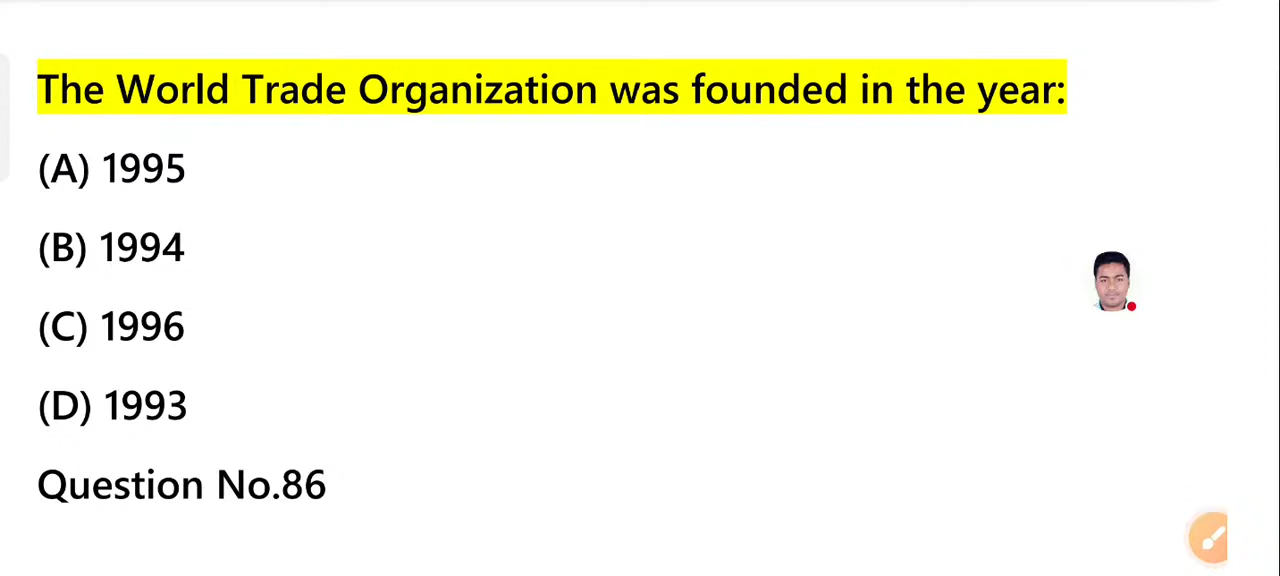 The World Trade Organization was founded in the year:
(A) 1995
(B) 1994
(C) 1996
(D) 1993
Question No.86